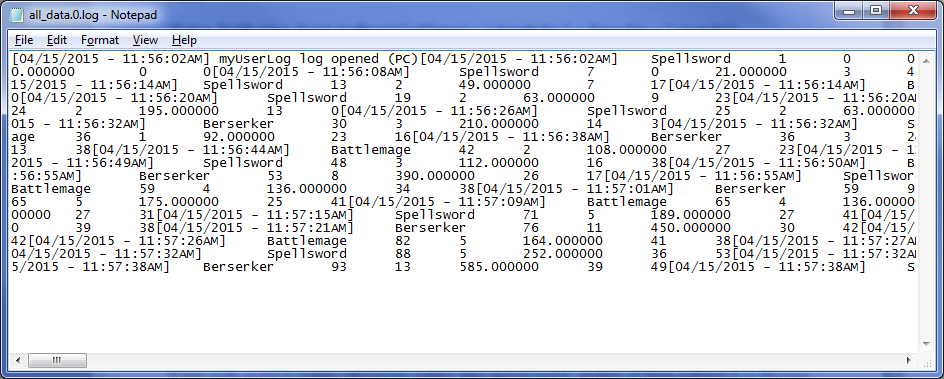 all_data.0.log - Notepad
File Edit Format View Help
[04/15/2015 - 11:56:02AM] myUserLog log opened (PC)[04/15/2015 - 11:56:02AM] Spellsword 1 0 0
0.000000 0 0[04/15/2015 - 11:56:08AM] Spellsword 7 0 21.000000 3 4
15/2015 - 11:56:14AM] Spellsword 13 2 49.000000 7 17[04/15/2015 - 11:56:14AM] B
0[04/15/2015 - 11:56:20AM] Spellsword 19 2 63.000000 9 23[04/15/2015 - 11:56:20AM
24 2 195.000000 13 0[04/15/2015 - 11:56:26AM] Spellsword 25 2 63.000
015 - 11:56:32AM] Berserker 30 3 210.000000 14 3[04/15/2015 - 11:56:32AM] S
age 36 1 92.000000 23 16[04/15/2015 - 11:56:38AM] Berserker 36 3 24
13 38[04/15/2015 - 11:56:44AM] Battlemage 42 2 108.000000 27 23[04/15/2015 - 11
2015 - 11:56:49AM] Spellsword 48 3 112.000000 16 38[04/15/2015 - 11:56:50AM] B
:56:55AM] Berserker 53 8 390.000000 26 17[04/15/2015 - 11:56:55AM] Spellswor
Battlemage 59 4 136.000000 34 38[04/15/2015 - 11:57:01AM] Berserker 59 9
65 5 175.000000 25 41[04/15/2015 - 11:57:09AM] Battlemage 65 4 136.0000
00000 27 31[04/15/2015 - 11:57:15AM] Spellsword 71 5 189.000000 27 41[04/15/
0 39 38[04/15/2015 - 11:57:21AM] Berserker 76 11 450.000000 30 42[04/15/
42[04/15/2015 - 11:57:26AM] Battlemage 82 5 164.000000 41 38[04/15/2015 - 11:57:27A
04/15/2015 - 11:57:32AM] Spellsword 88 5 252.000000 36 53[04/15/2015 - 11:57:32A
5/2015 - 11:57:38AM] Berserker 93 13 585.000000 39 49[04/15/2015 - 11:57:38AM] S